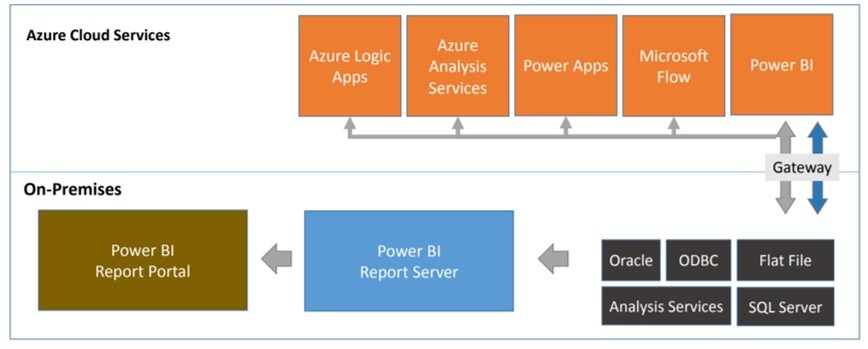 Azure Cloud Services
Azure Logic
Apps
Azure
Analysis
Services
Power Apps
Microsoft
Flow
Power BI
Gateway
On-Premises
Power BI
Report Portal
Power BI
Report Server
Oracle
ODBC
Flat File
Analysis Services
SQL Server